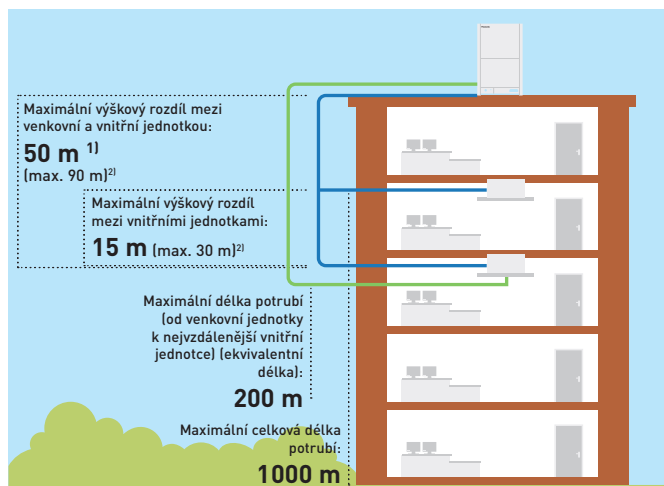 Maximální výškový rozdíl mezi
venkovní a vnitřní jednotkou:
50 m 1)
(max. 90 m)2)
Maximální výškový rozdíl
mezi vnitřními jednotkami:
15 m (max. 30 m)2)
Maximální délka potrubí
(od venkovní jednotky
k nejvzdálenější vnitřní
jednotce) (ekvivalentní
délka):
200 m
Maximální celková délka
potrubí:
1000 m